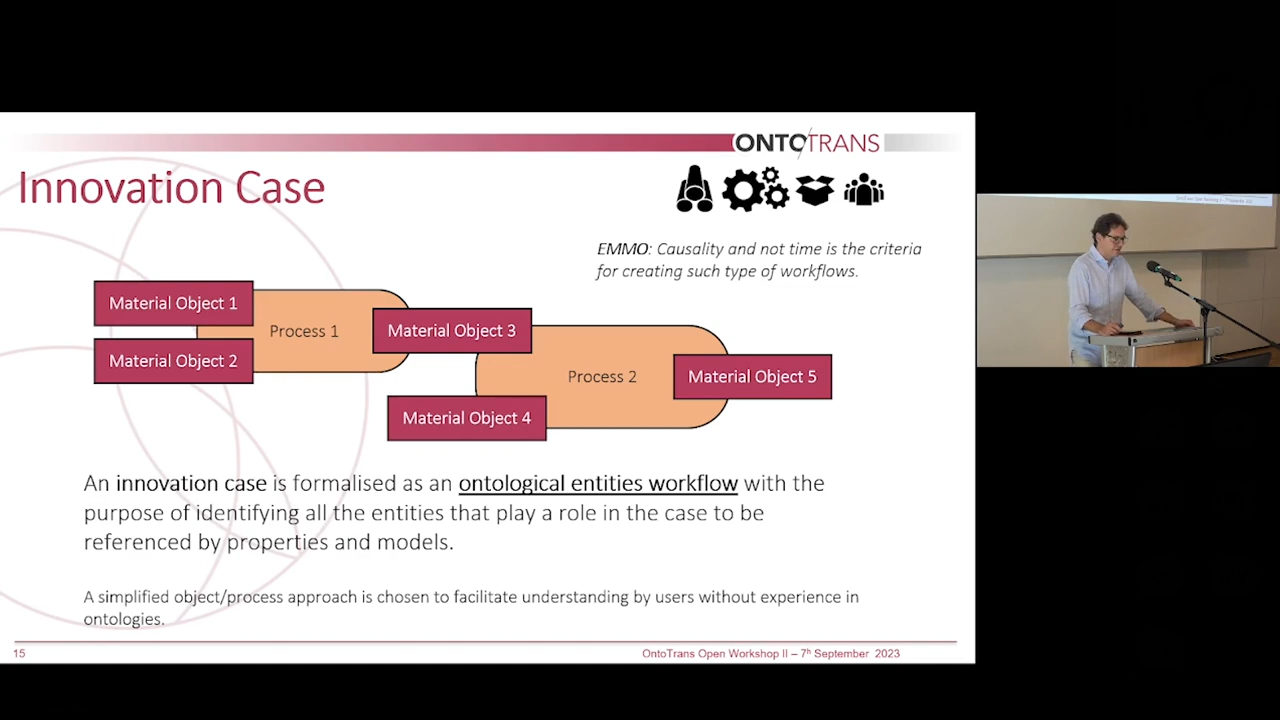 ONTO/TRANS
Innovation Case
EMMO: Causality and not time is the criteria
for creating such type of workflows.
Material Object 1
Process 1
Material Object 3
Material Object 2
Process 2
Material Object 5
Material Object 4
An innovation case is formalised as an ontological entities workflow with the
purpose of identifying all the entities that play a role in the case to be
referenced by properties and models.
A simplified object/process approach is chosen to facilitate understanding by users without experience in
ontologies.
15
OntoTrans Open Workshop II – 7ʰ September 2023